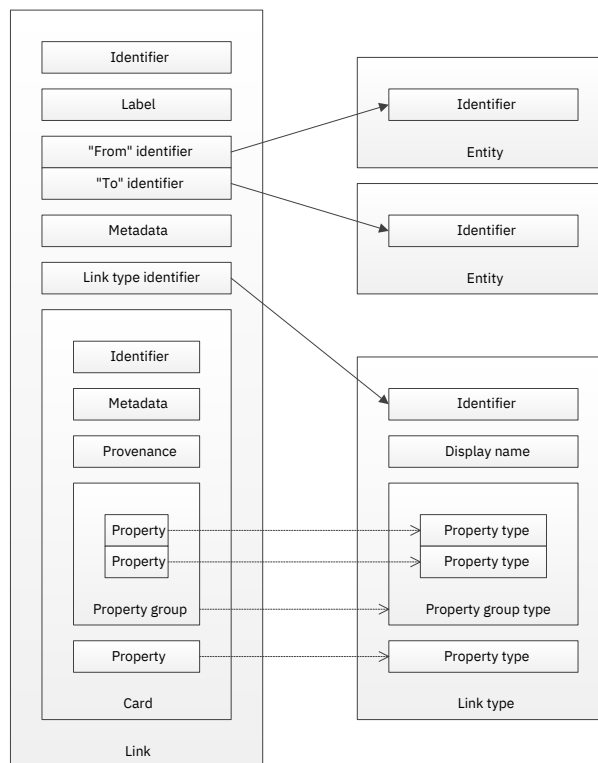 Identifier
Label
"From" identifier
"To" identifier
Metadata
Link type identifier
Identifier
Metadata
Provenance
Property
Property
Property group
Property
Card
Link
Identifier
Entity
Identifier
Entity
Identifier
Display name
Property type
Property type
Property group type
Property type
Link type